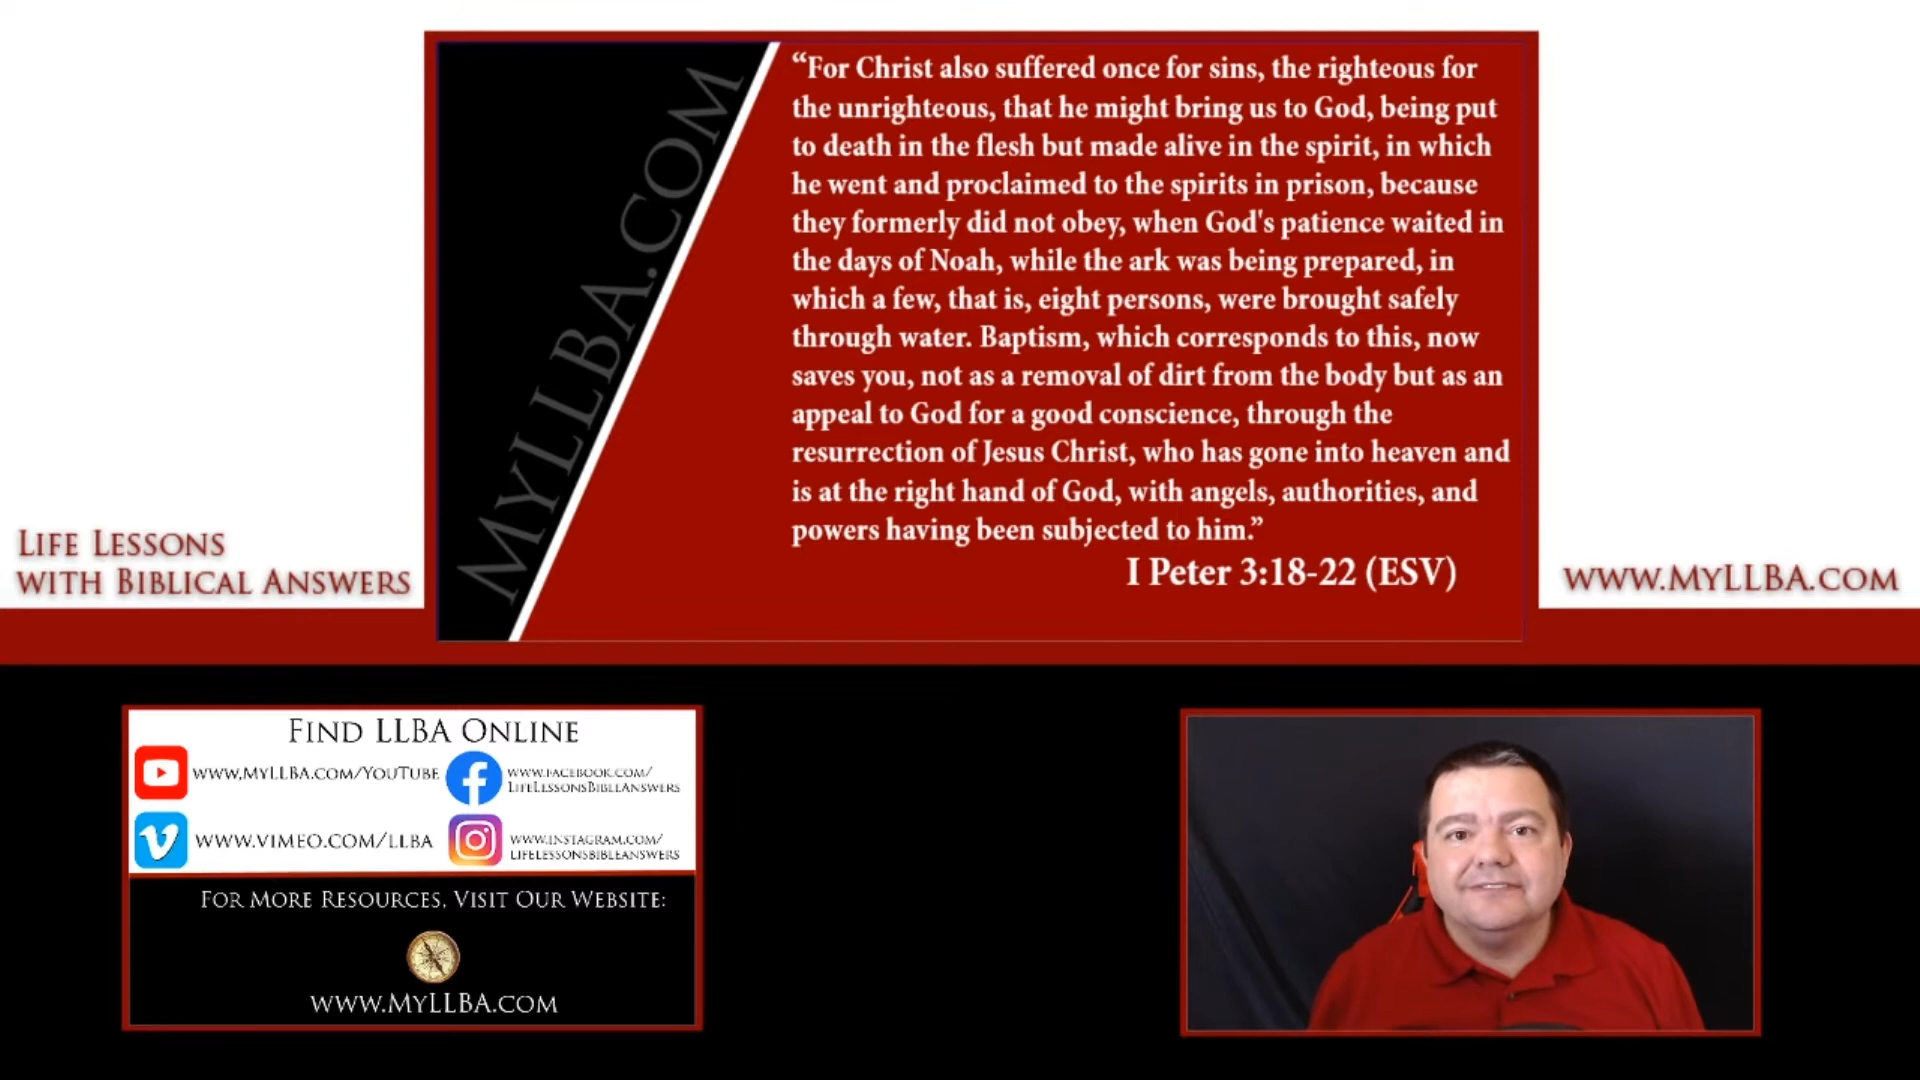 MYLLBA.COM
“For Christ also suffered once for sins, the righteous for
the unrighteous, that he might bring us to God, being put
to death in the flesh but made alive in the spirit, in which
he went and proclaimed to the spirits in prison, because
they formerly did not obey, when God's patience waited in
the days of Noah, while the ark was being prepared, in
which a few, that is, eight persons, were brought safely
through water. Baptism, which corresponds to this, now
saves you, not as a removal of dirt from the body but as an
appeal to God for a good conscience, through the
resurrection of Jesus Christ, who has gone into heaven and
is at the right hand of God, with angels, authorities, and
powers having been subjected to him.”
I Peter 3:18-22 (ESV)
LIFE LESSONS
WITH BIBLICAL ANSWERS
WWW.MYLLBA.COM
FIND LLBA ONLINE
WWW.MYLLBA.COM/YOUTUBE
WWW.FACEBOOK.COM/
LIFELESSONSBIBLEANSWERS
WWW.VIMEO.COM/LLBA
WWW.INSTAGRAM.COM/
LIFELESSONSBIBLEANSWERS
FOR MORE RESOURCES, VISIT OUR WEBSITE:
WWW.MYLLBA.COM